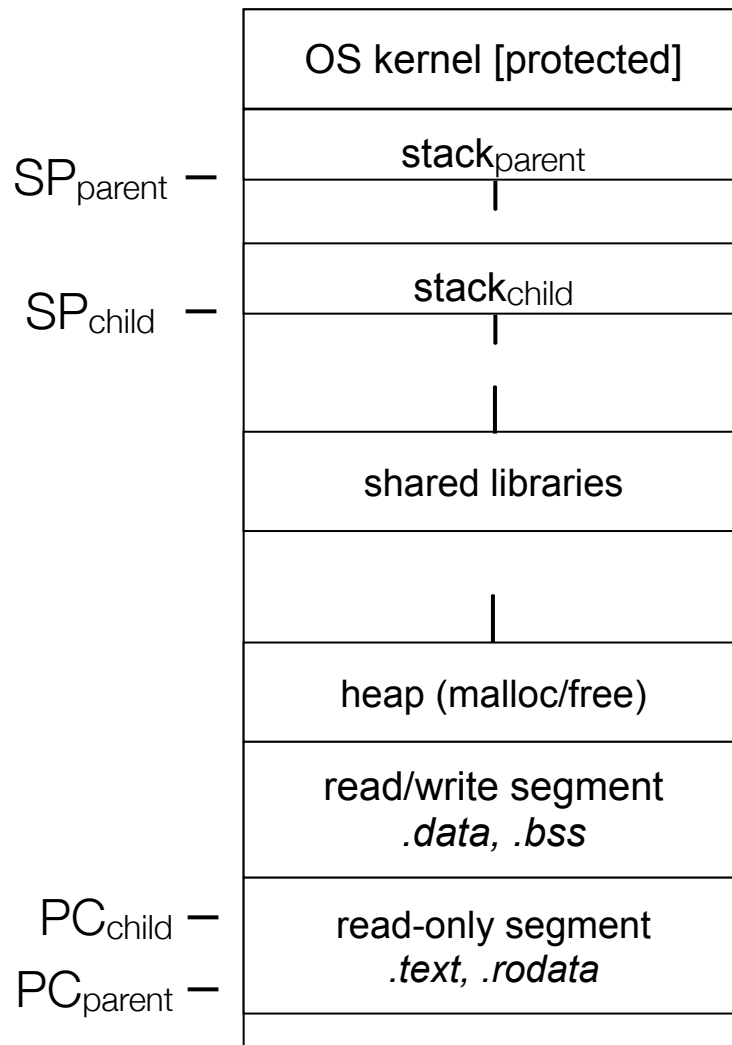 OS kernel [protected]
SPparent
stackparent
SPchild
stackchild
shared libraries
heap (malloc/free)
read/write segment
.data, .bss
PCchild
read-only segment
.text, .rodata
PCparent